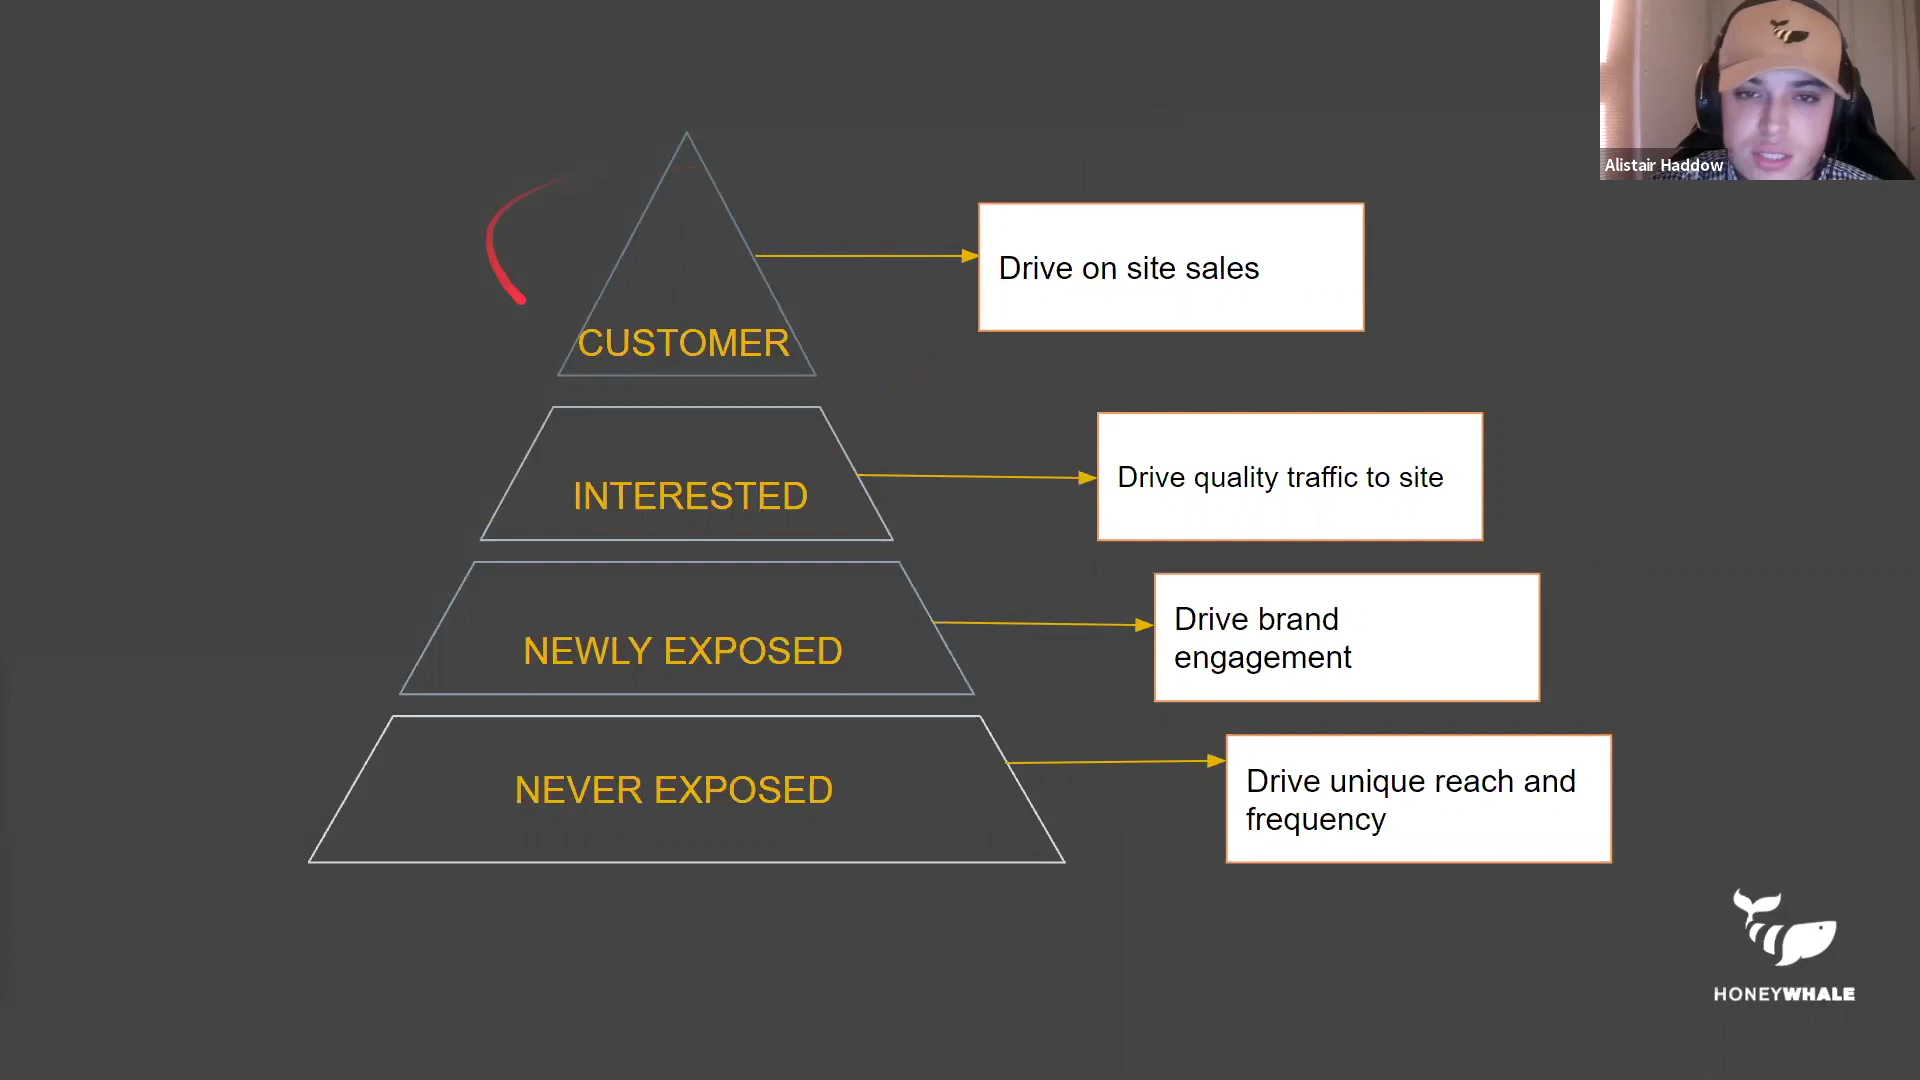 Alistair Haddow
CUSTOMER
Drive on site sales
INTERESTED
Drive quality traffic to site
NEWLY EXPOSED
Drive brand
engagement
NEVER EXPOSED
Drive unique reach and
frequency
HONEYWHALE